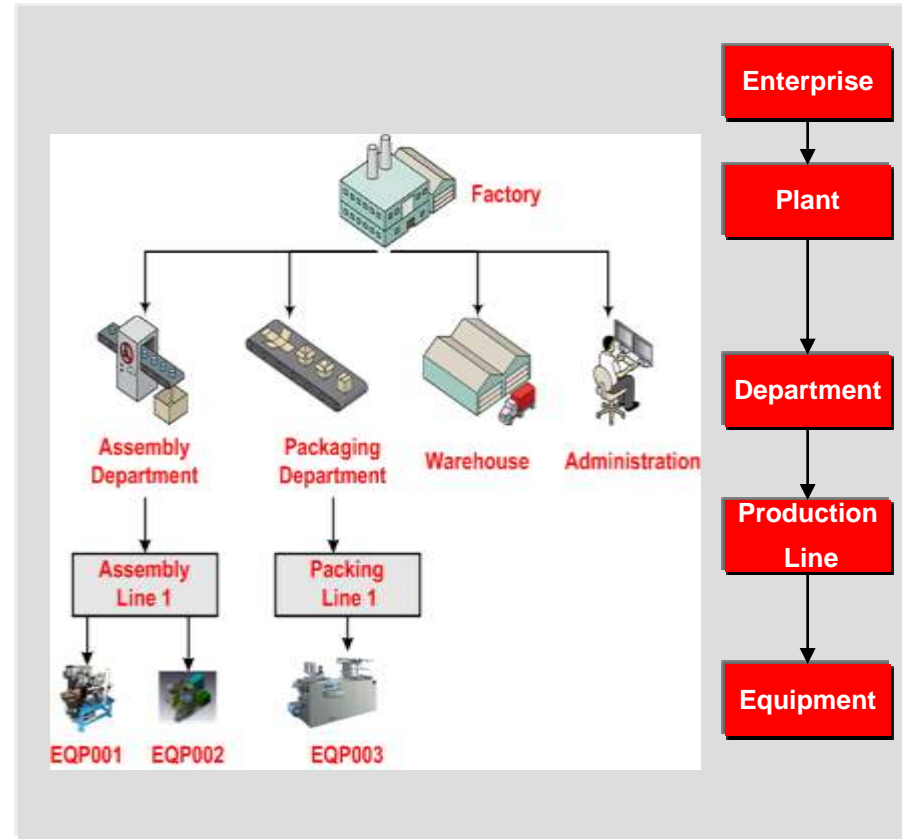 Enterprise
Factory
Plant
Department
Assembly
Department
Packaging
Department
Warehouse
Administration
Production
Line
Assembly
Line 1
Packing
Line 1
Equipment
EQP001
EQP002
EQP003